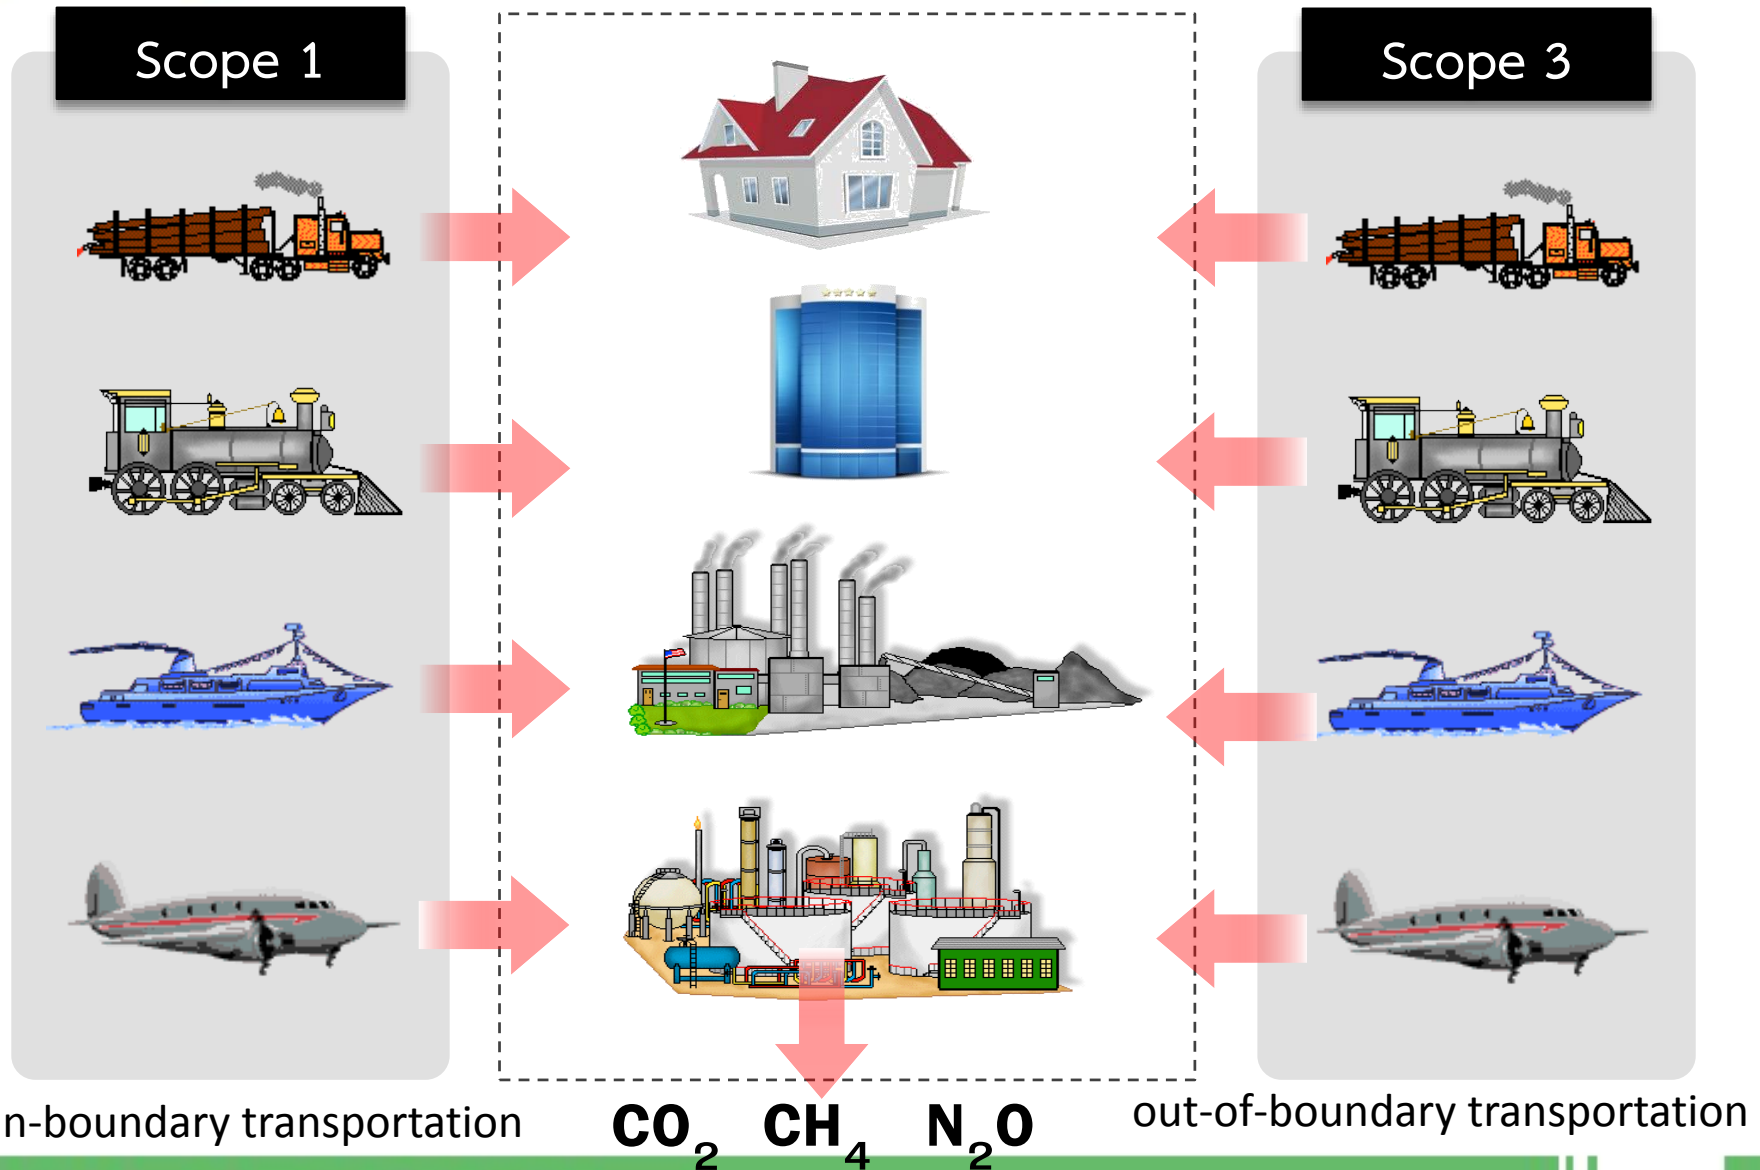 Scope 1
Scope 3
n-boundary transportation
CO₂ CH₄ N₂O
out-of-boundary transportation